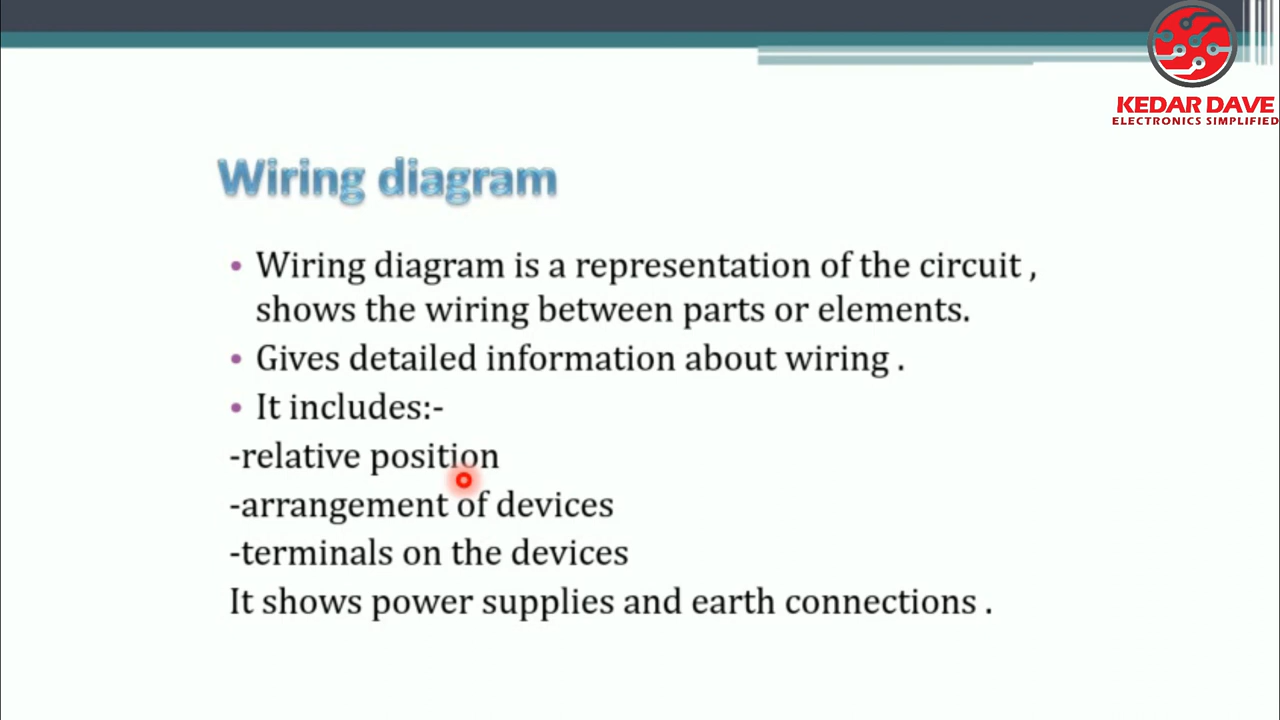 KEDAR DAVE
ELECTRONICS SIMPLIFIED
Wiring diagram
• Wiring diagram is a representation of the circuit ,
shows the wiring between parts or elements.
• Gives detailed information about wiring .
• It includes:-
-relative position
-arrangement of devices
-terminals on the devices
It shows power supplies and earth connections .